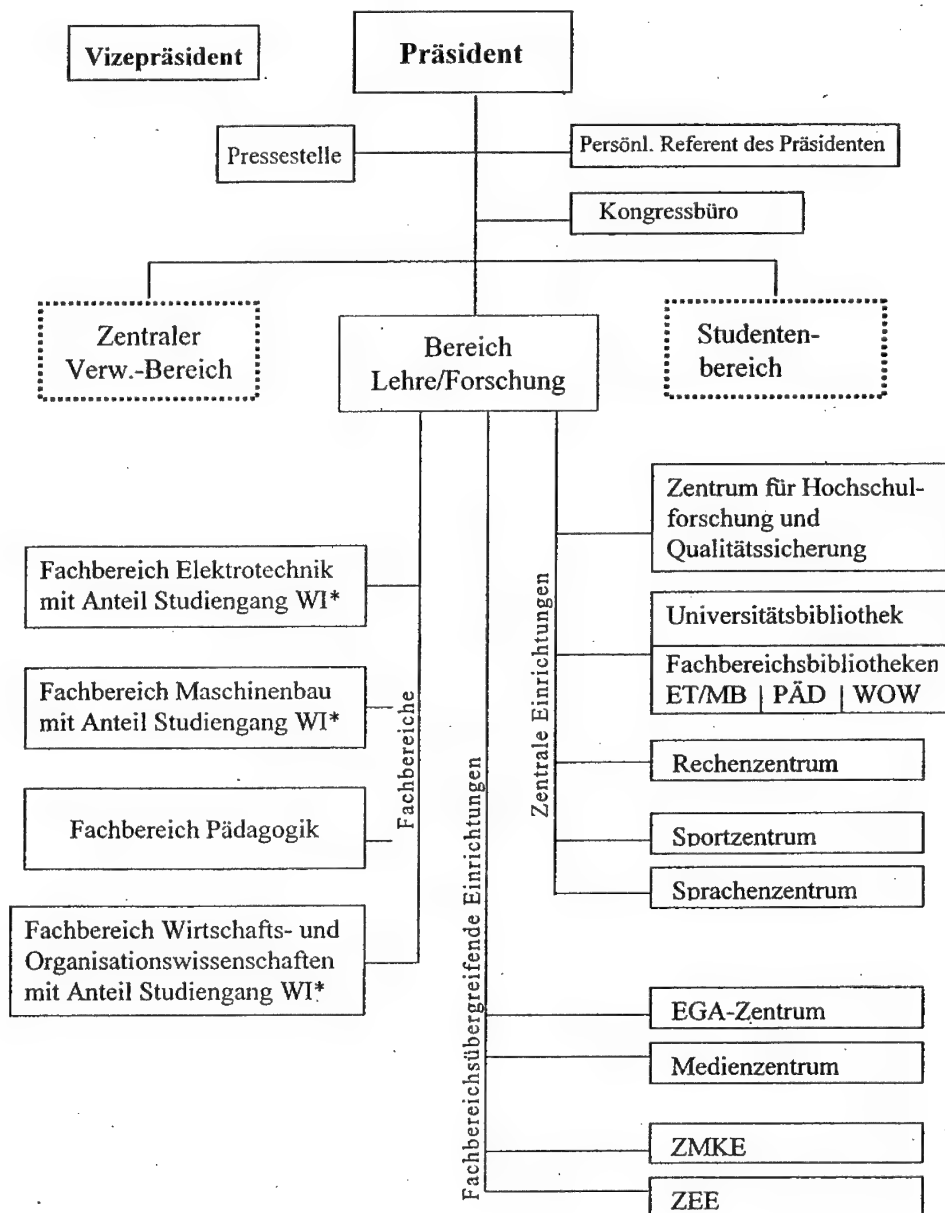 Vizepräsident
Präsident
Pressestelle
Persönl. Referent des Präsidenten
Kongressbüro
Zentraler
Verw.-Bereich
Bereich
Lehre/Forschung
Studenten-
bereich
Fachbereiche
Fachbereich Elektrotechnik
mit Anteil Studiengang WI*
Fachbereich Maschinenbau
mit Anteil Studiengang WI*
Fachbereich Pädagogik
Fachbereich Wirtschafts- und
Organisationswissenschaften
mit Anteil Studiengang WI*
Zentrale Einrichtungen
Zentrum für Hochschul-
forschung und
Qualitätssicherung
Universitätsbibliothek
Fachbereichsbibliotheken
ET/MB | PÄD | WOW
Rechenzentrum
Sportzentrum
Sprachenzentrum
Fachbereichsübergreifende Einrichtungen
EGA-Zentrum
Medienzentrum
ZMKE
ZEE